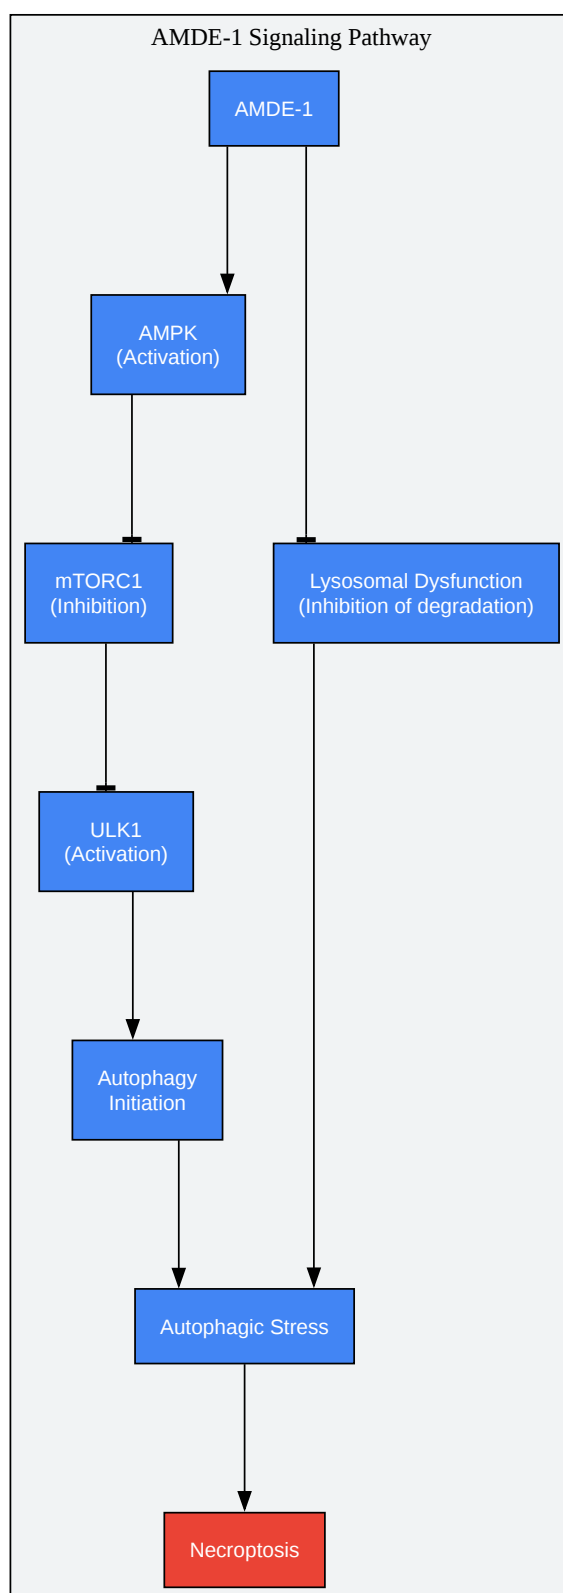 AMDE-1 Signaling Pathway
AMDE-1
AMPK
(Activation)
mTORC1
(Inhibition)
Lysosomal Dysfunction
(Inhibition of degradation)
ULK1
(Activation)
Autophagy
Initiation
Autophagic Stress
Necroptosis